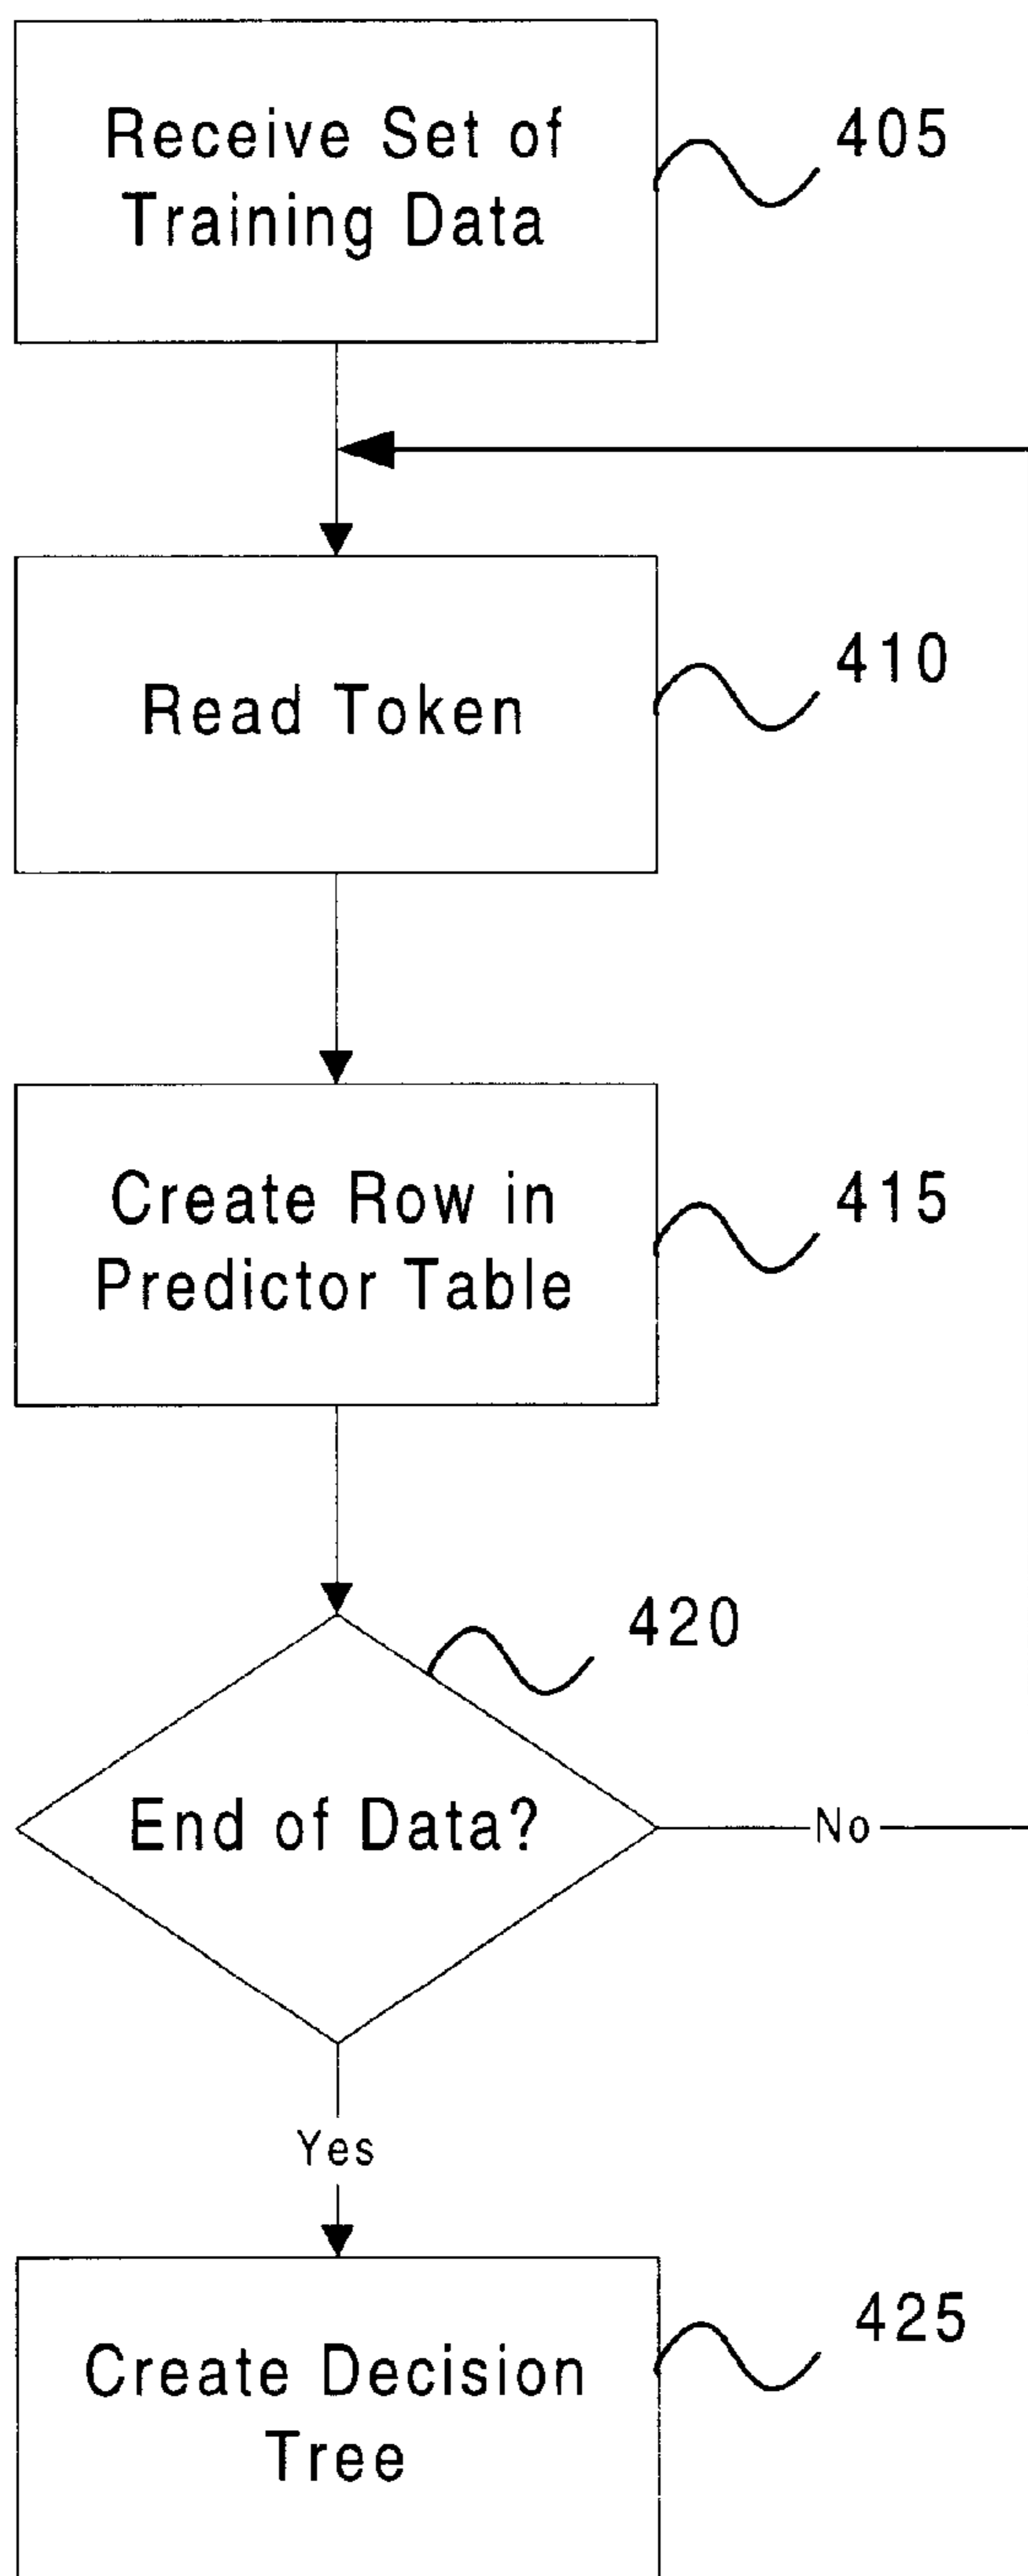 Receive Set of
Training Data
405
Read Token
410
Create Row in
Predictor Table
415
420
End of Data?
No
Yes
Create Decision
Tree
425